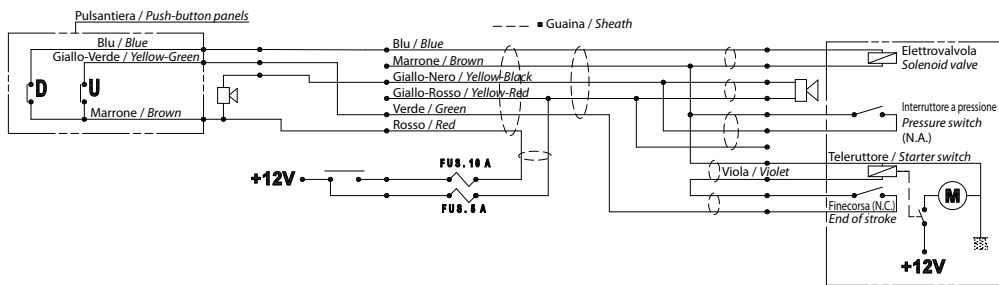 Pulsantiera / Push-button panels
Guaina / Sheath
Blu / Blue
Giallo-Verde / Yellow-Green
D U
Marrone / Brown
Blu / Blue
Marrone / Brown
Giallo-Nero / Yellow-Black
Giallo-Rosso / Yellow-Red
Verde / Green
Rosso / Red
+12V
FUS. 10 A
FUS. 5 A
Elettrovalvola
Solenoid valve
Interruttore a pressione
Pressure switch
(N.A.)
Teleruttore / Starter switch
Viola / Violet
Finecorsa (N.C.)
End of stroke
M
+12V